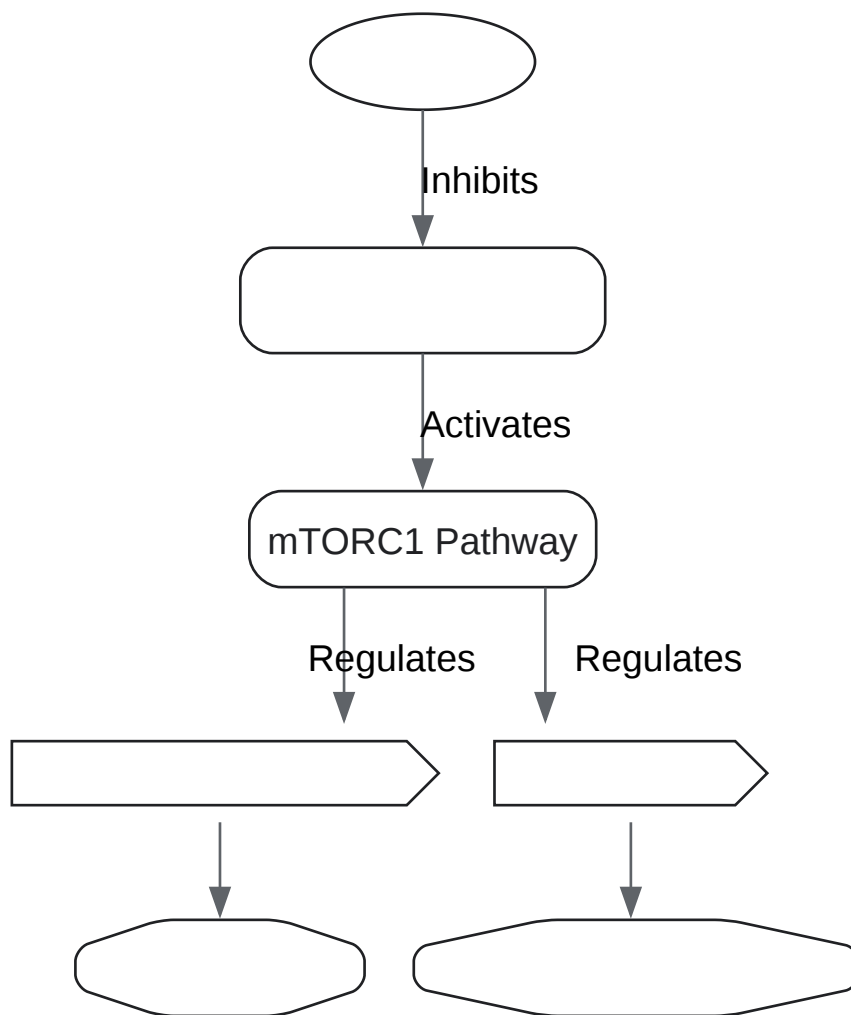 Inhibits
Activates
mTORC1 Pathway
Regulates
Regulates